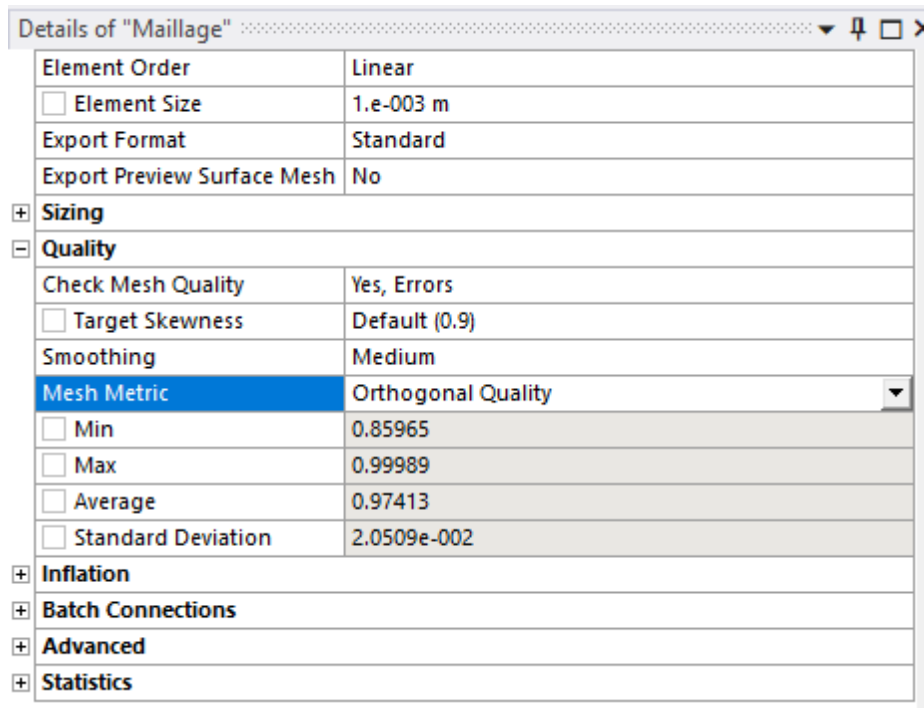 Details of "Maillage"
Element Order Linear
Element Size 1.e-003 m
Export Format Standard
Export Preview Surface Mesh No
Sizing
Quality
Check Mesh Quality Yes, Errors
Target Skewness Default (0.9)
Smoothing Medium
Mesh Metric Orthogonal Quality
Min 0.85965
Max 0.99989
Average 0.97413
Standard Deviation 2.0509e-002
Inflation
Batch Connections
Advanced
Statistics